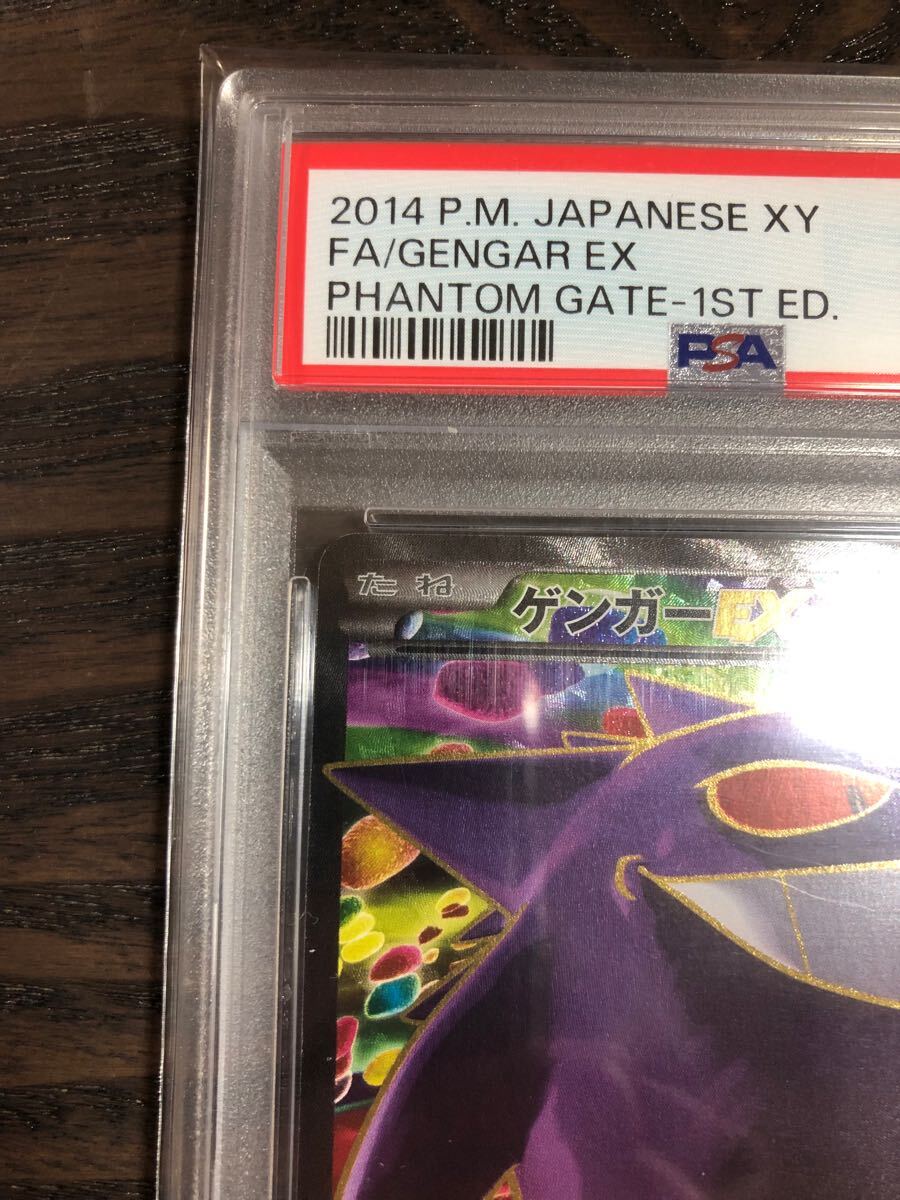 2014 P.M. JAPANESE XY
FA/GENGAR EX
PHANTOM GATE-1ST ED.
PSA
たね
ゲンガーEX